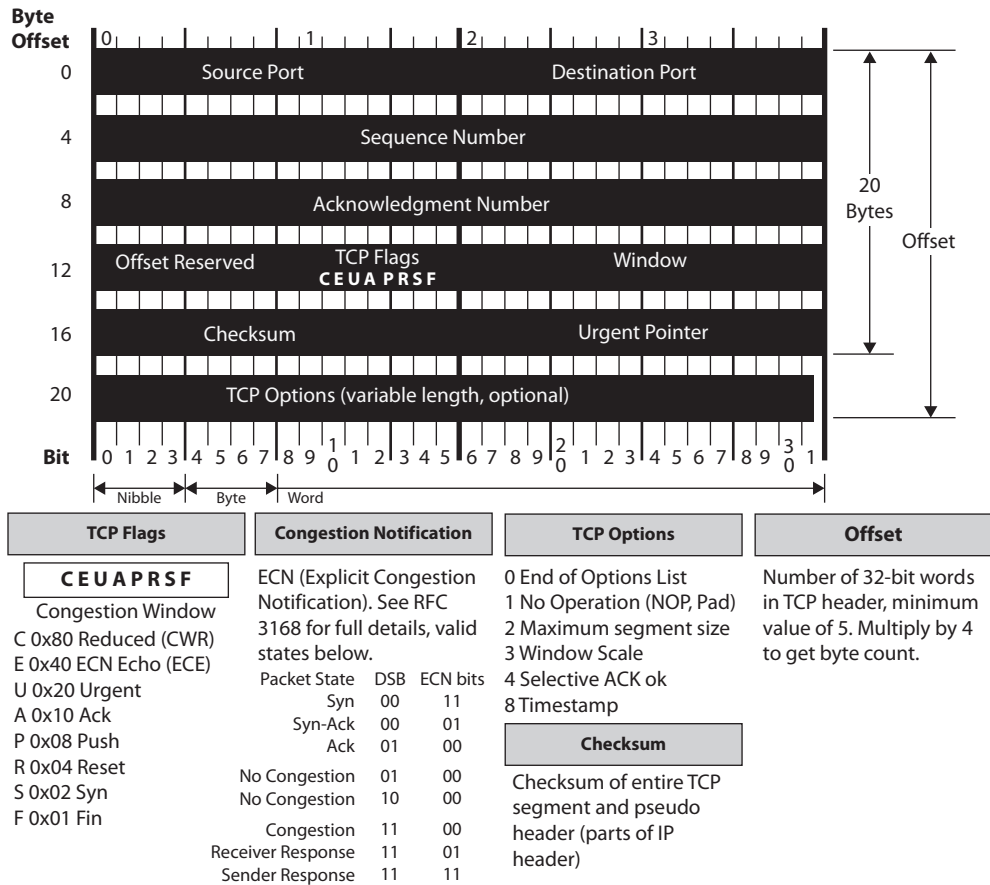 Byte
Offset
0 1 2 3
0 Source Port Destination Port
4 Sequence Number
8 Acknowledgment Number
12 Offset Reserved TCP Flags Window
C E U A P R S F
16 Checksum Urgent Pointer
20 TCP Options (variable length, optional)
20
Bytes
Offset
Bit 0 1 2 3 4 5 6 7 8 9 10 1 2 3 4 5 6 7 8 9 20 1 2 3 4 5 6 7 8 9 30 1
Nibble Byte Word
TCP Flags
C E U A P R S F
Congestion Window
C 0x80 Reduced (CWR)
E 0x40 ECN Echo (ECE)
U 0x20 Urgent
A 0x10 Ack
P 0x08 Push
R 0x04 Reset
S 0x02 Syn
F 0x01 Fin
Congestion Notification
ECN (Explicit Congestion
Notification). See RFC
3168 for full details, valid
states below.
Packet State DSB ECN bits
Syn 00 11
Syn-Ack 00 01
Ack 01 00
No Congestion 01 00
No Congestion 10 00
Congestion 11 00
Receiver Response 11 01
Sender Response 11 11
TCP Options
0 End of Options List
1 No Operation (NOP, Pad)
2 Maximum segment size
3 Window Scale
4 Selective ACK ok
8 Timestamp
Checksum
Checksum of entire TCP
segment and pseudo
header (parts of IP
header)
Offset
Number of 32-bit words
in TCP header, minimum
value of 5. Multiply by 4
to get byte count.